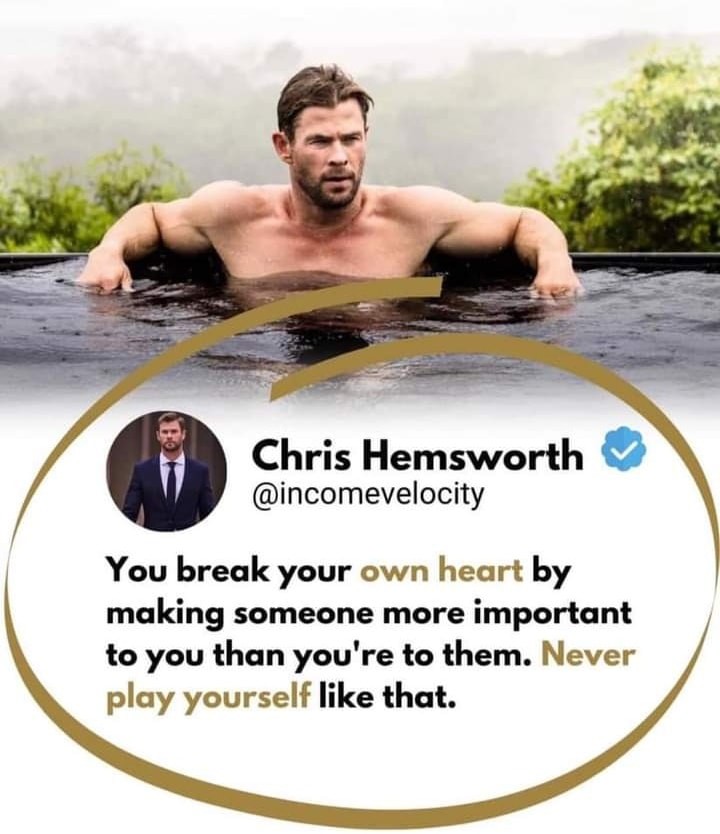 Chris Hemsworth
@incomevelocity
You break your own heart by
making someone more important
to you than you're to them. Never
play yourself like that.